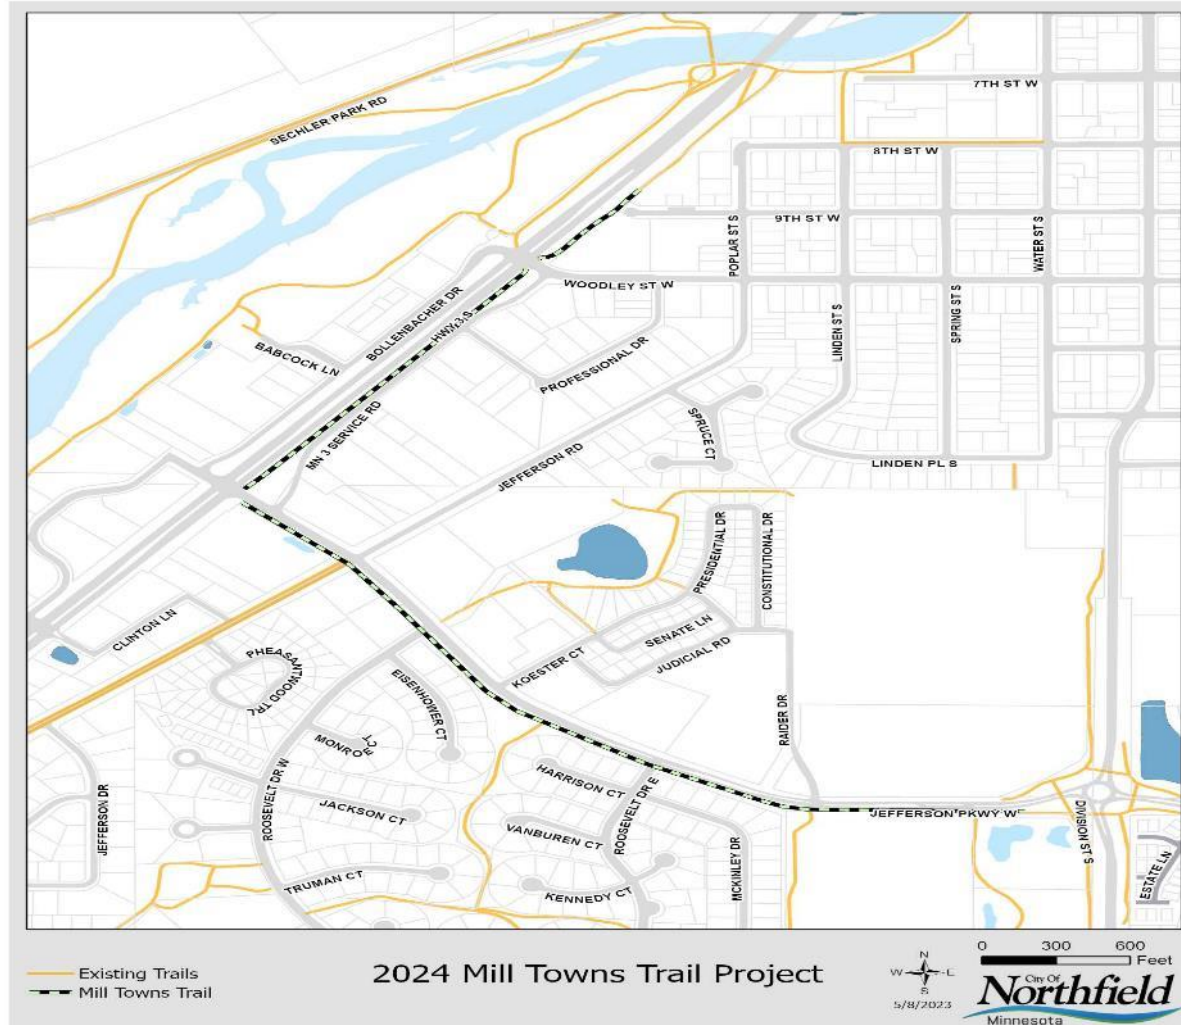 7TH ST W
SECHLER PARK RD
8TH ST W
9TH ST W
POPLAR ST S
WATER ST S
WOODLEY ST W
BOLLENBACHER DR
HWY 3 S
LINDEN ST S
SPRING ST S
BABCOCK LN
PROFESSIONAL DR
MN 3 SERVICE RD
SPRUCE CT
JEFFERSON RD
LINDEN PL S
PRESIDENTIAL DR
CONSTITUTIONAL DR
CLINTON LN
SENATE LN
KOESTER CT
JUDICIAL RD
PHEASANTWOOD TRL
EISENHOWER CT
RAIDER DR
MONROE CT
HARRISON CT
ROOSEVELT DR W
ROOSEVELT DR E
JEFFERSON DR
JACKSON CT
JEFFERSON PKWY W
VANBUREN CT
DIVISION ST S
MCKINLEY DR
ESTATE LN
TRUMAN CT
KENNEDY CT
Existing Trails
Mill Towns Trail
2024 Mill Towns Trail Project
N
W
E
S
5/8/2023
0 300 600
Feet
City Of
Northfield
Minnesota